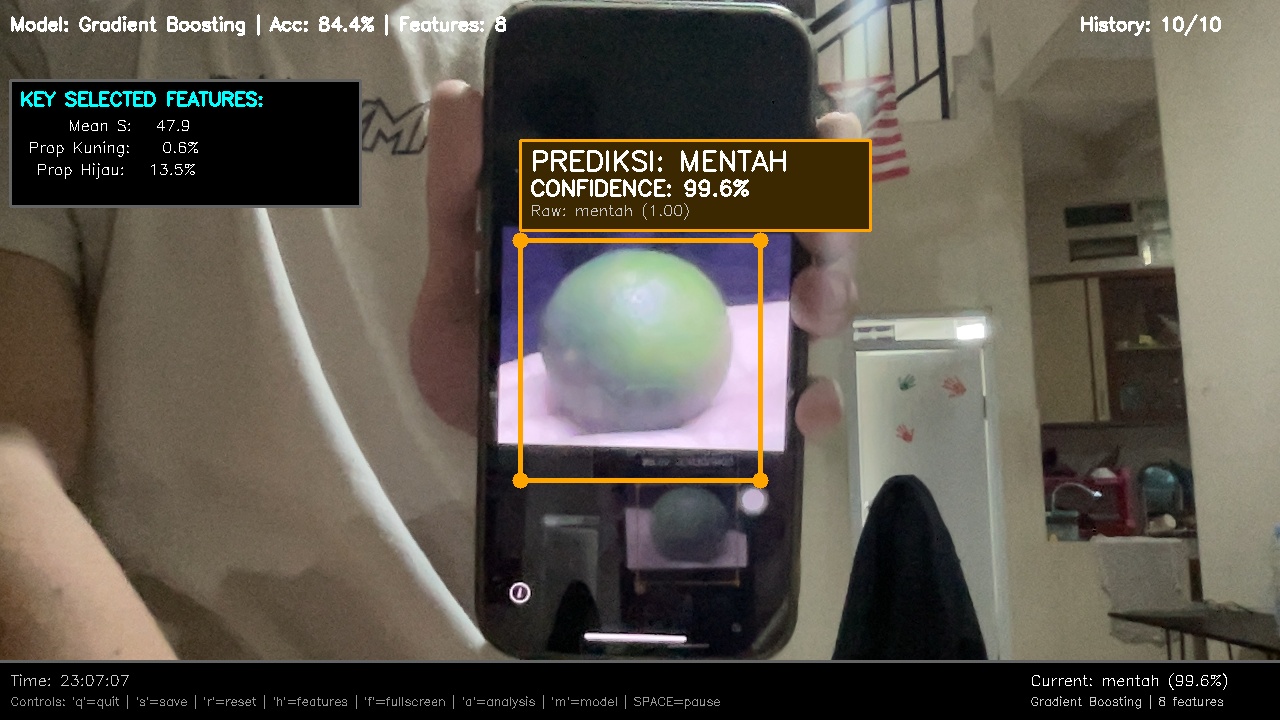 Model: Gradient Boosting | Acc: 84.4% | Features: 8
History: 10/10
KEY SELECTED FEATURES:
Mean S: 47.9
Prop Kuning: 0.6%
Prop Hijau: 13.5%
PREDIKSI: MENTAH
CONFIDENCE: 99.6%
Raw: mentah (1.00)
Time: 23:07:07
Controls: 'q'=quit | 's'=save | 'r'=reset | 'h'=features | 'f'=fullscreen | 'a'=analysis | 'm'=model | SPACE=pause
Current: mentah (99.6%)
Gradient Boosting | 8 features